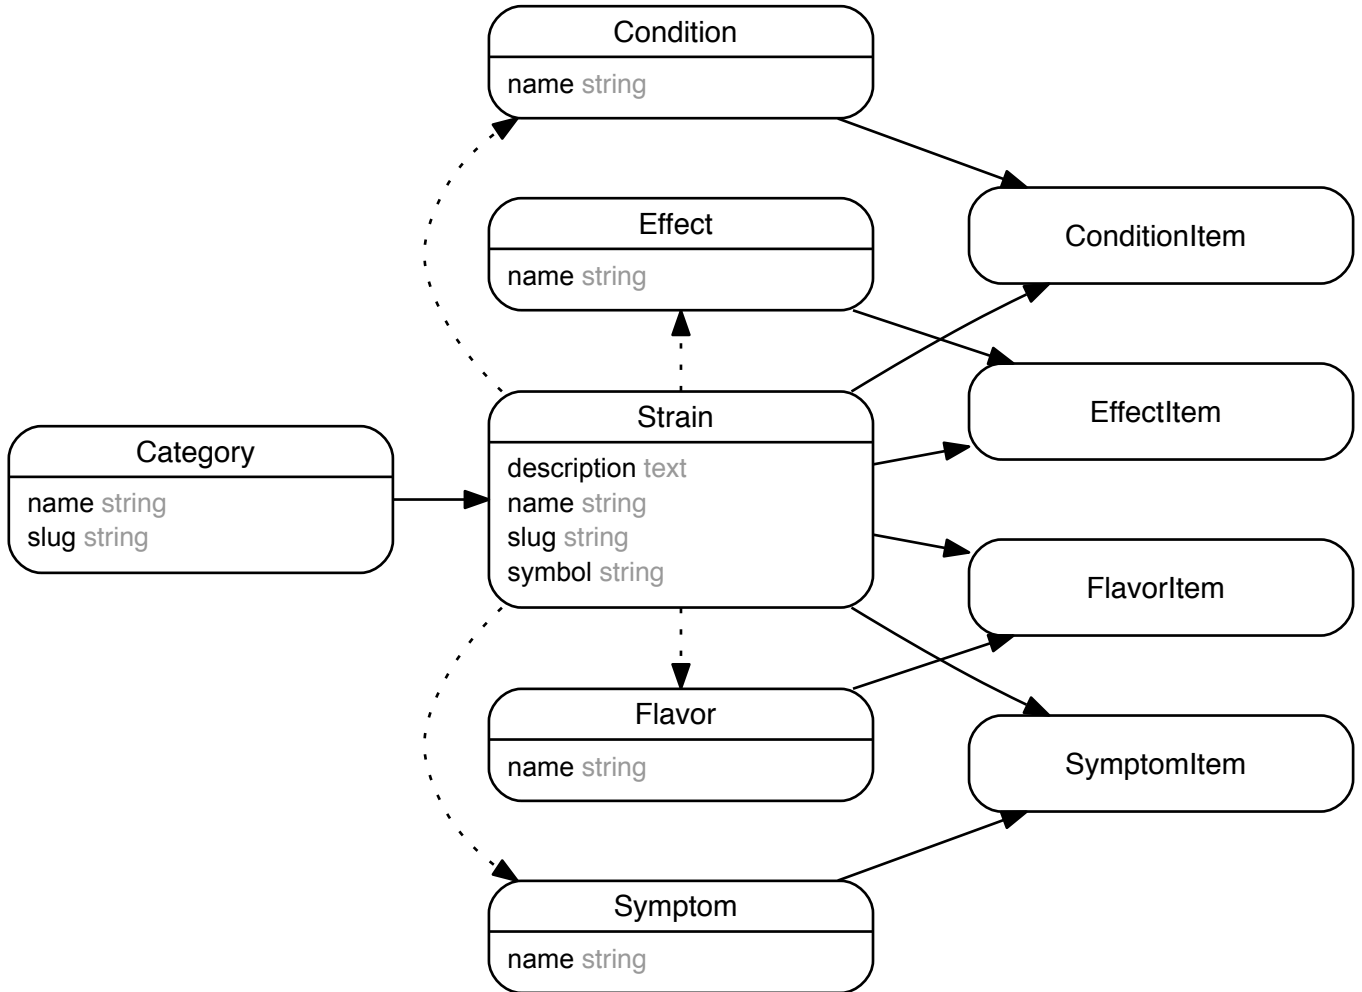 Condition
name string
Effect
name string
ConditionItem
EffectItem
Category
name string
slug string
Strain
description text
name string
slug string
symbol string
FlavorItem
Flavor
name string
SymptomItem
Symptom
name string